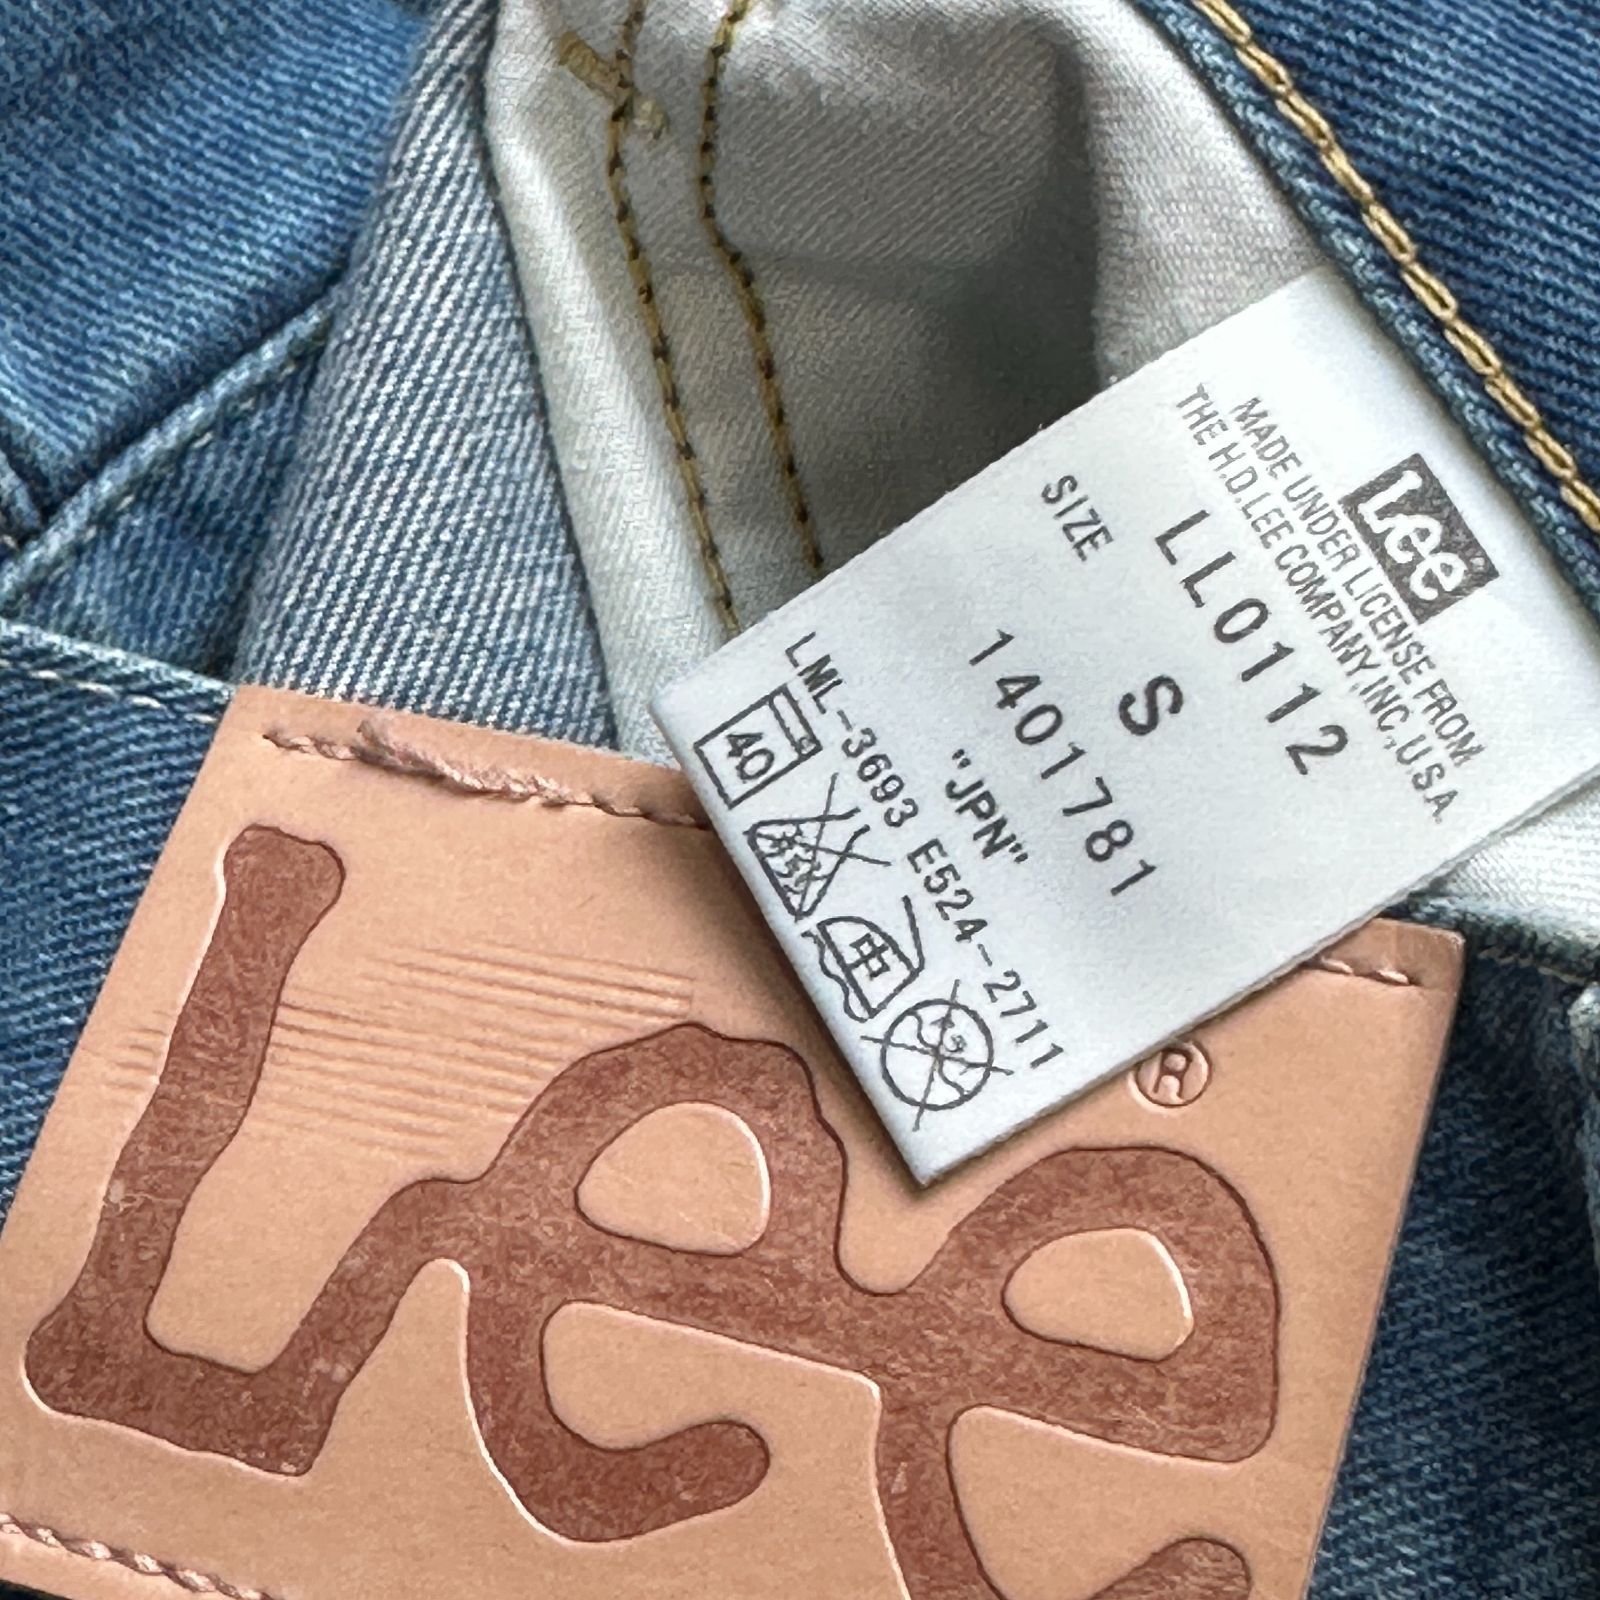 Lee
MADE UNDER LICENSE FROM
THE H.D.LEE COMPANY,INC.,U.S.A.
LL0112
SIZE S
1401781
"JPN"
LML-3693 E524-2711
40
中
Lee
®